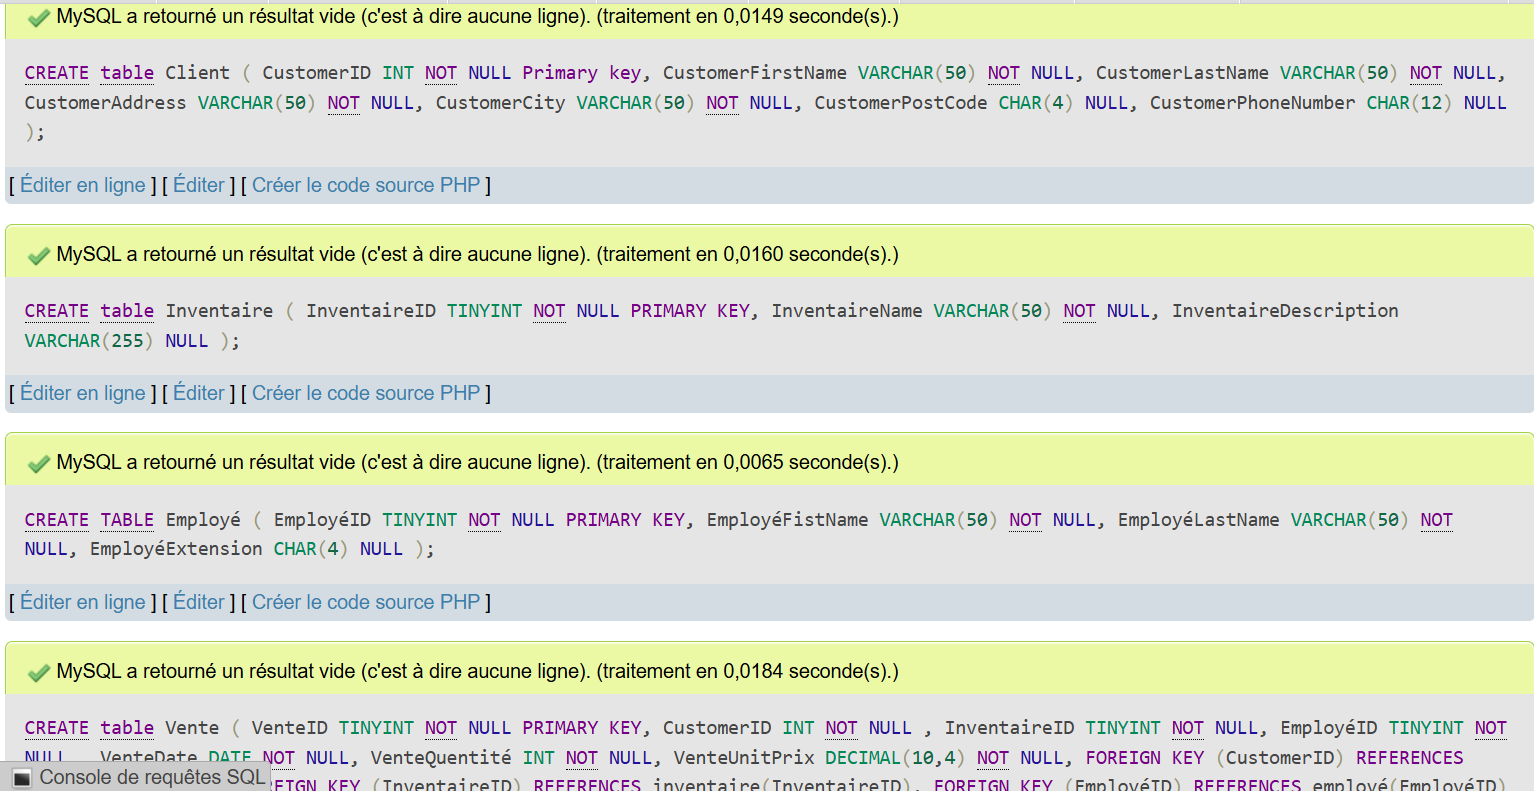 MySQL a retourné un résultat vide (c'est à dire aucune ligne). (traitement en 0,0149 seconde(s).)
CREATE table Client ( CustomerID INT NOT NULL Primary key, CustomerFirstName VARCHAR(50) NOT NULL, CustomerLastName VARCHAR(50) NOT NULL,
CustomerAddress VARCHAR(50) NOT NULL, CustomerCity VARCHAR(50) NOT NULL, CustomerPostCode CHAR(4) NULL, CustomerPhoneNumber CHAR(12) NULL
);
[ Éditer en ligne ] [ Éditer ] [ Créer le code source PHP ]
MySQL a retourné un résultat vide (c'est à dire aucune ligne). (traitement en 0,0160 seconde(s).)
CREATE table Inventaire ( InventaireID TINYINT NOT NULL PRIMARY KEY, InventaireName VARCHAR(50) NOT NULL, InventaireDescription
VARCHAR(255) NULL );
[ Éditer en ligne ] [ Éditer ] [ Créer le code source PHP ]
MySQL a retourné un résultat vide (c'est à dire aucune ligne). (traitement en 0,0065 seconde(s).)
CREATE TABLE Employé ( EmployéID TINYINT NOT NULL PRIMARY KEY, EmployéFistName VARCHAR(50) NOT NULL, EmployéLastName VARCHAR(50) NOT
NULL, EmployéExtension CHAR(4) NULL );
[ Éditer en ligne ] [ Éditer ] [ Créer le code source PHP ]
MySQL a retourné un résultat vide (c'est à dire aucune ligne). (traitement en 0,0184 seconde(s).)
CREATE table Vente ( VenteID TINYINT NOT NULL PRIMARY KEY, CustomerID INT NOT NULL , InventaireID TINYINT NOT NULL, EmployéID TINYINT NOT
NULL, VenteDate DATE NOT NULL, VenteQuantité INT NOT NULL, VenteUnitPrix DECIMAL(10,4) NOT NULL, FOREIGN KEY (CustomerID) REFERENCES
Console de requêtes SQL
EIGN KEY (InventaireID) REFERENCES inventaire(InventaireID), FOREIGN KEY (EmployéID) REFERENCES employé(EmployéID)